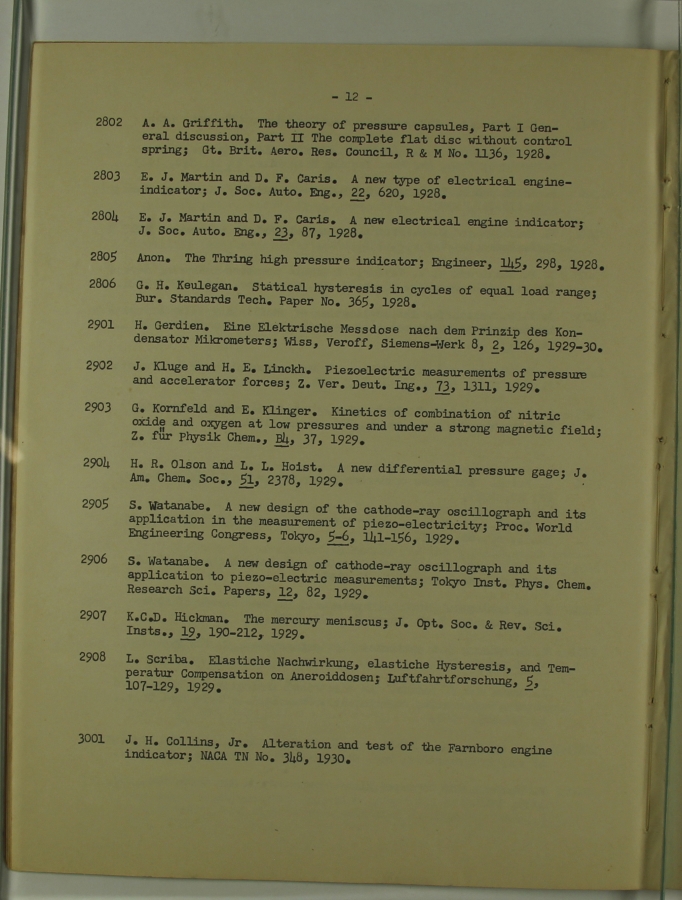 - 12 -
2802 A. A. Griffith. The theory of pressure capsules, Part I Gen-
eral discussion, Part II The complete flat disc without control
spring; Gt. Brit. Aero. Res. Council, R & M No. 1136, 1928.
2803 E. J. Martin and D. F. Caris. A new type of electrical engine-
indicator; J. Soc. Auto. Eng., 22, 620, 1928.
2804 E. J. Martin and D. F. Caris. A new electrical engine indicator;
J. Soc. Auto. Eng., 23, 87, 1928.
2805 Anon. The Thring high pressure indicator; Engineer, 145, 298, 1928.
2806 G. H. Keulegan. Statical hysteresis in cycles of equal load range;
Bur. Standards Tech. Paper No. 365, 1928.
2901 H. Gerdien. Eine Elektrische Messdose nach dem Prinzip des Kon-
densator Mikrometers; Wiss, Veroff, Siemens-Werk 8, 2, 126, 1929-30.
2902 J. Kluge and H. E. Linckh. Piezoelectric measurements of pressure
and accelerator forces; Z. Ver. Deut. Ing., 73, 1311, 1929.
2903 G. Kornfeld and E. Klinger. Kinetics of combination of nitric
oxide and oxygen at low pressures and under a strong magnetic field;
Z. für Physik Chem., B4, 37, 1929.
2904 H. R. Olson and L. L. Hoist. A new differential pressure gage; J.
Am. Chem. Soc., 51, 2378, 1929.
2905 S. Watanabe. A new design of the cathode-ray oscillograph and its
application in the measurement of piezo-electricity; Proc. World
Engineering Congress, Tokyo, 5-6, 141-156, 1929.
2906 S. Watanabe. A new design of cathode-ray oscillograph and its
application to piezo-electric measurements; Tokyo Inst. Phys. Chem.
Research Sci. Papers, 12, 82, 1929.
2907 K.C.D. Hickman. The mercury meniscus; J. Opt. Soc. & Rev. Sci.
Insts., 19, 190-212, 1929.
2908 L. Scriba. Elastiche Nachwirkung, elastiche Hysteresis, and Tem-
peratur Compensation on Aneroiddosen; Luftfahrtforschung, 5,
107-129, 1929.
3001 J. H. Collins, Jr. Alteration and test of the Farnboro engine
indicator; NACA TN No. 348, 1930.